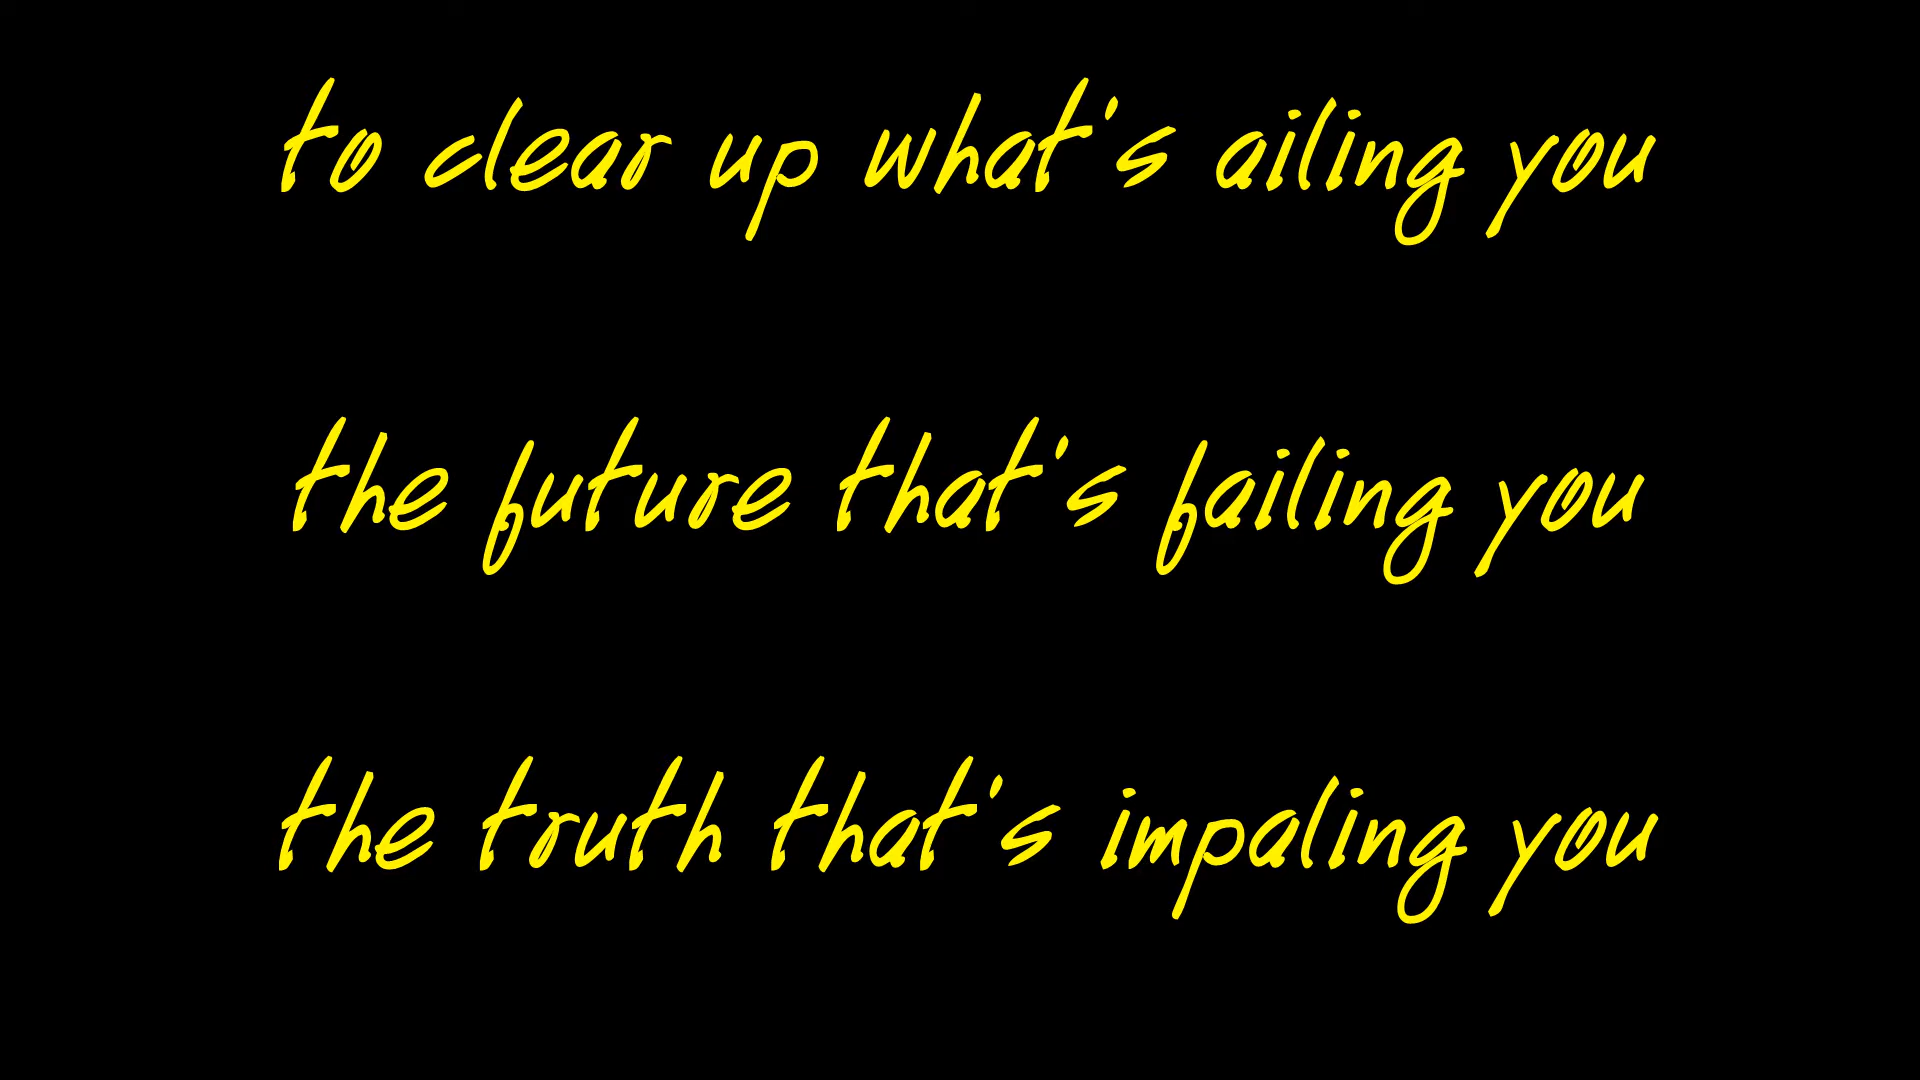 to clear up what's ailing you
the future that's failing you
the truth that's impaling you